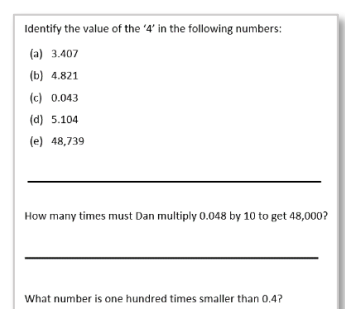 Identify the value of the ‘4’ in the following numbers:
(a) 3.407
(b) 4.821
(c) 0.043
(d) 5.104
(e) 48,739
How many times must Dan multiply 0.048 by 10 to get 48,000?
What number is one hundred times smaller than 0.4?